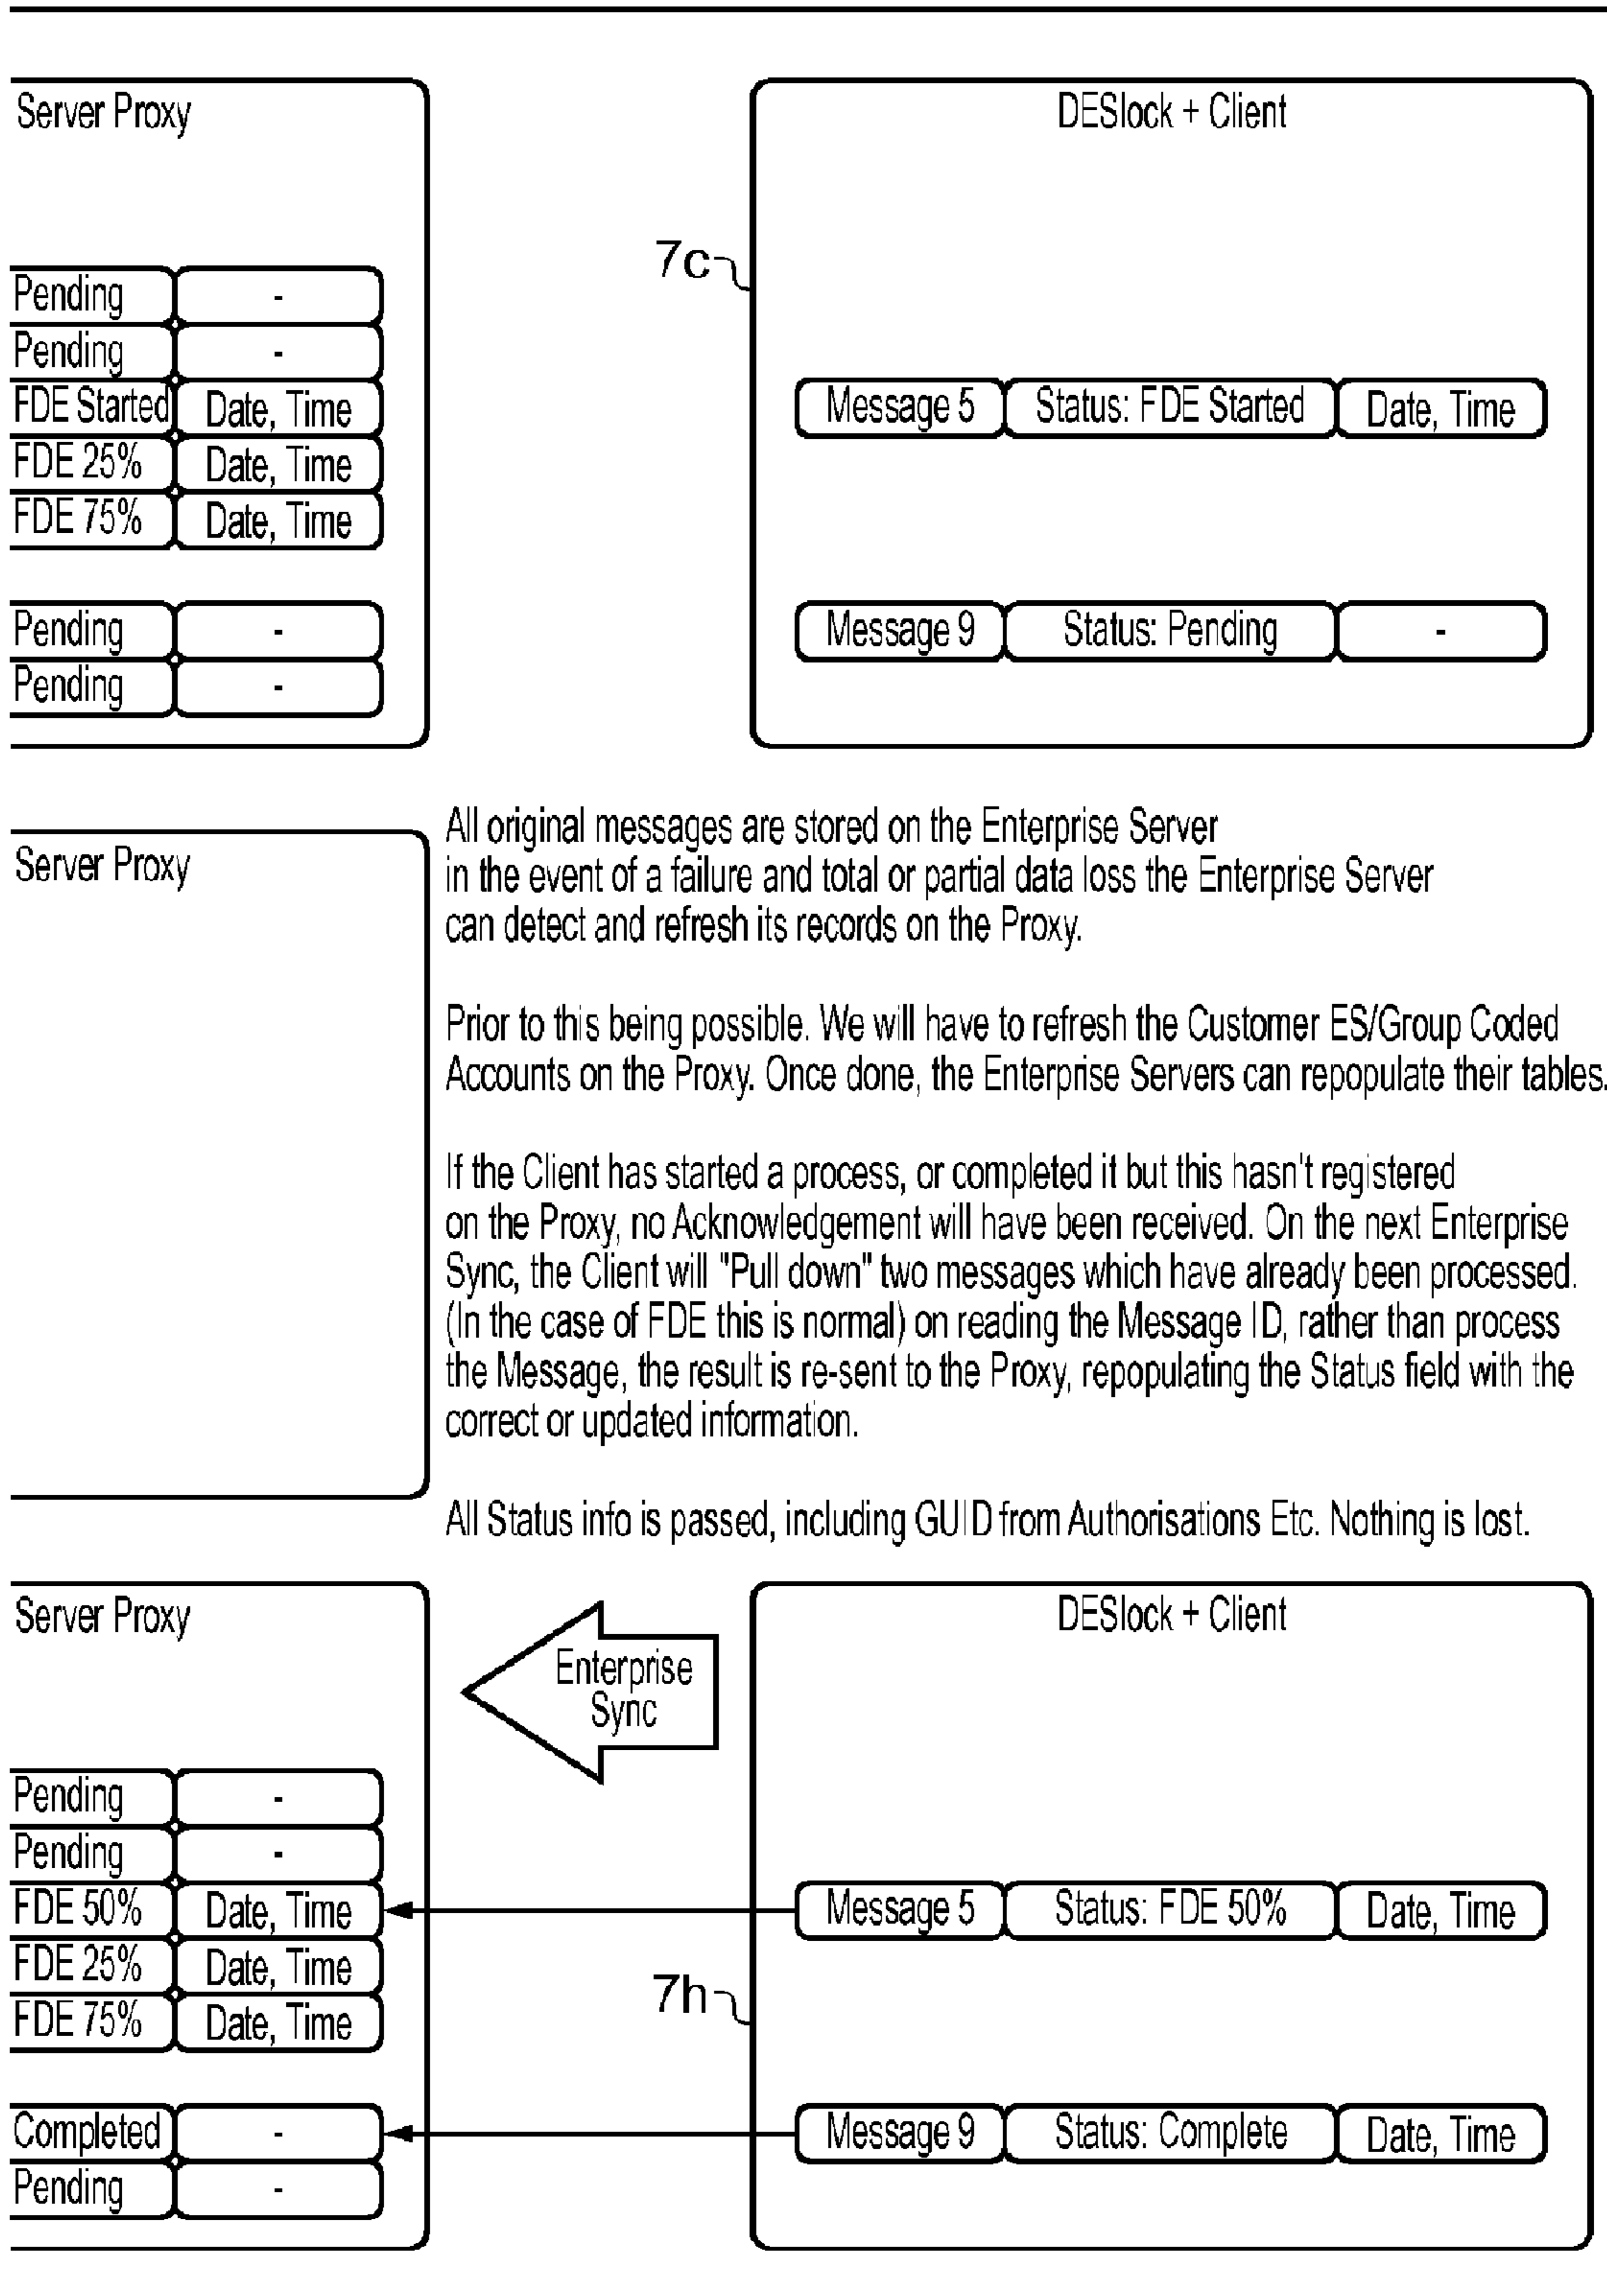 Server Proxy
DESlock + Client
7c
Pending -
Pending -
FDE Started Date, Time Message 5 Status: FDE Started Date, Time
FDE 25% Date, Time
FDE 75% Date, Time
Pending - Message 9 Status: Pending -
Pending -
Server Proxy
All original messages are stored on the Enterprise Server
in the event of a failure and total or partial data loss the Enterprise Server
can detect and refresh its records on the Proxy.
Prior to this being possible. We will have to refresh the Customer ES/Group Coded
Accounts on the Proxy. Once done, the Enterprise Servers can repopulate their tables.
If the Client has started a process, or completed it but this hasn't registered
on the Proxy, no Acknowledgement will have been received. On the next Enterprise
Sync, the Client will "Pull down" two messages which have already been processed.
(In the case of FDE this is normal) on reading the Message ID, rather than process
the Message, the result is re-sent to the Proxy, repopulating the Status field with the
correct or updated information.
All Status info is passed, including GUID from Authorisations Etc. Nothing is lost.
Server Proxy
Enterprise
Sync
DESlock + Client
Pending -
Pending -
FDE 50% Date, Time Message 5 Status: FDE 50% Date, Time
FDE 25% Date, Time
7h
FDE 75% Date, Time
Completed - Message 9 Status: Complete Date, Time
Pending -